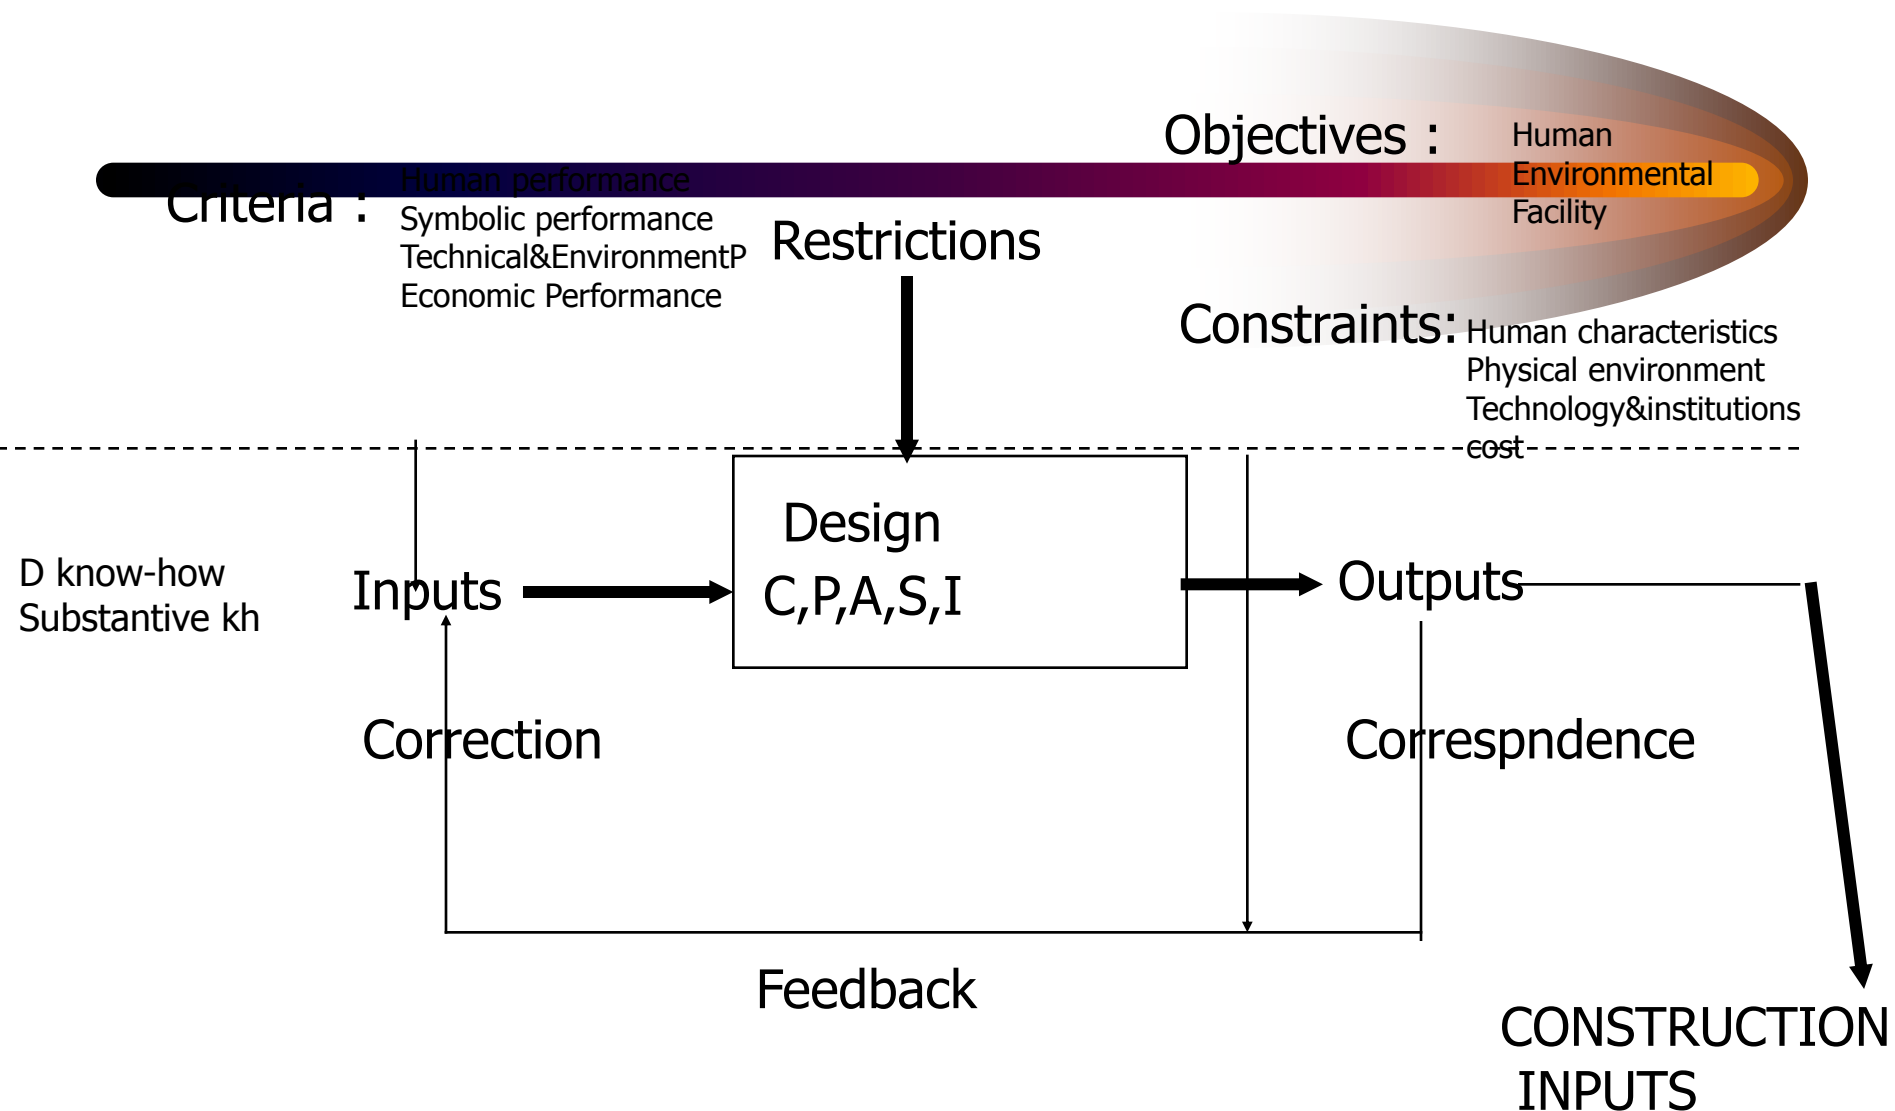 Objectives :
Human
Environmental
Facility
Criteria :
Human performance
Symbolic performance
Technical&EnvironmentP
Economic Performance
Restrictions
Constraints:
Human characteristics
Physical environment
Technology&institutions
cost
D know-how
Substantive kh
Inputs
Design
C,P,A,S,I
Outputs
Correction
Correspndence
Feedback
CONSTRUCTION
INPUTS